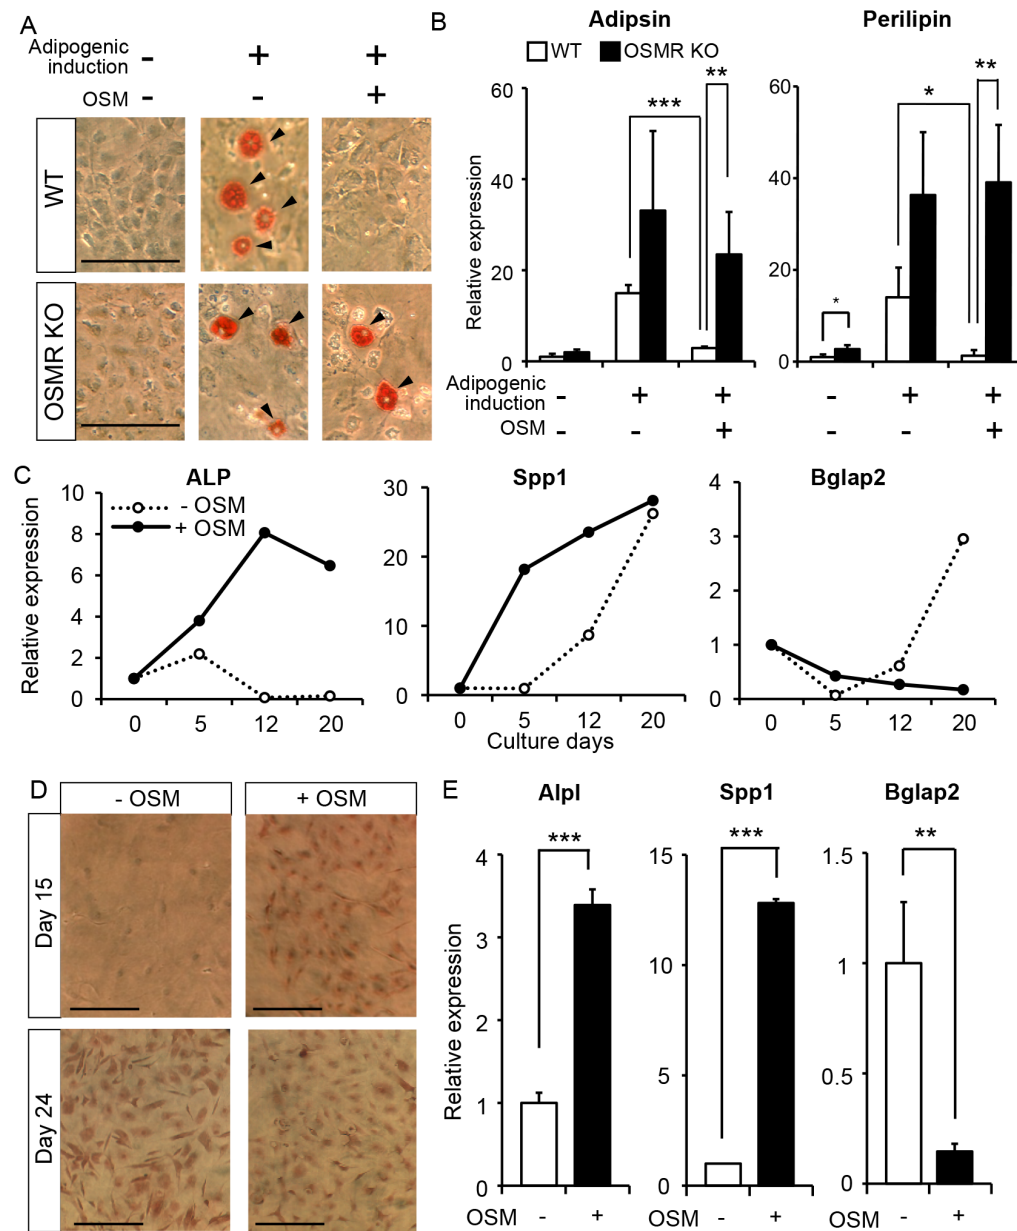 A
Adipogenic
induction - + +
OSM - - +
WT
OSMR KO
B
Adipsin Perilipin
WT OSMR KO
Relative expression
60 60
40 40
20 20
0 0
*** ** * * **
Adipogenic
induction - + + - + +
OSM - - + - - +
C
ALP Spp1 Bglap2
- OSM
+ OSM
Relative expression
10 8 6 4 2 0
30 20 10 0
4 3 2 1 0
0 5 12 20 0 5 12 20 0 5 12 20
Culture days
D
- OSM + OSM
Day 15
Day 24
E
Alpl Spp1 Bglap2
*** *** **
Relative expression
4 3 2 1 0
15 10 5 0
1.5 1 0.5 0
OSM - + OSM - + OSM - +